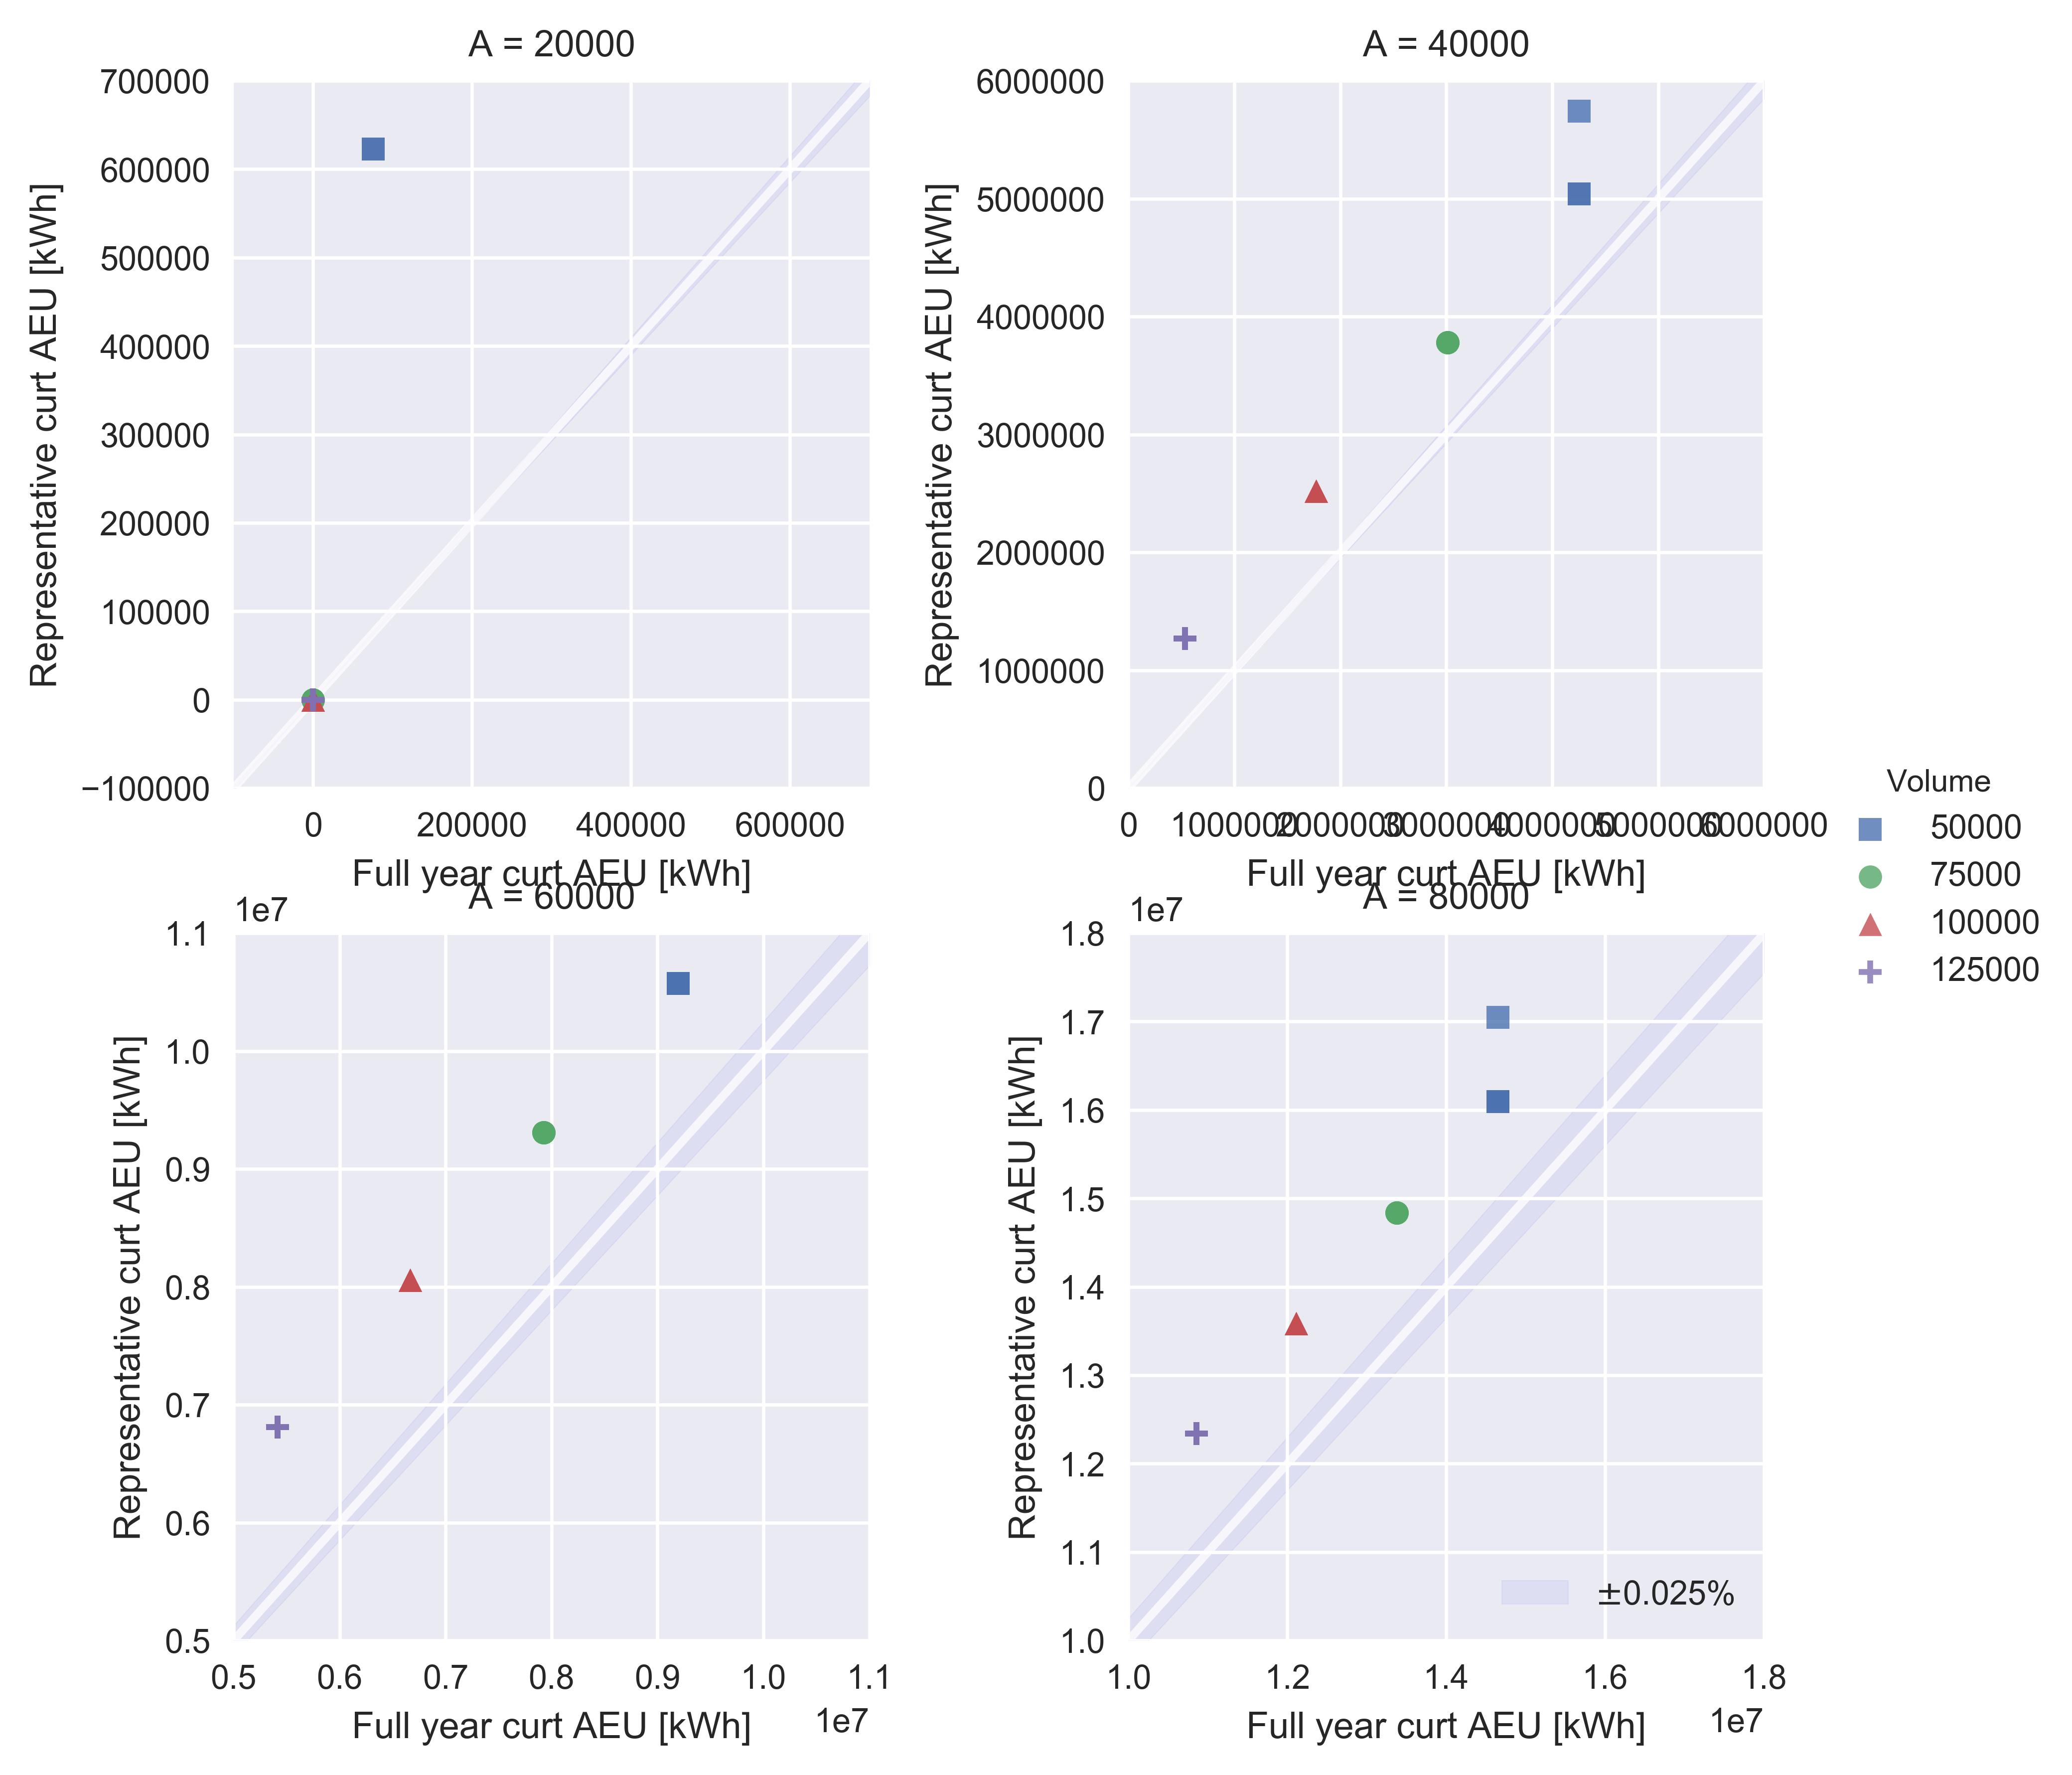 A = 20000
700000
600000
500000
400000
300000
200000
100000
0
−100000
Representative curt AEU [kWh]
0 200000 400000 600000
Full year curt AEU [kWh]
A = 40000
6000000
5000000
4000000
3000000
2000000
1000000
0
Representative curt AEU [kWh]
0 1000000 2000000 3000000 4000000 5000000 6000000
Full year curt AEU [kWh]
Volume
50000
75000
100000
125000
A = 60000
1e7
1.1
1.0
0.9
0.8
0.7
0.6
0.5
Representative curt AEU [kWh]
0.5 0.6 0.7 0.8 0.9 1.0 1.1
1e7
Full year curt AEU [kWh]
A = 80000
1e7
1.8
1.7
1.6
1.5
1.4
1.3
1.2
1.1
1.0
Representative curt AEU [kWh]
±0.025%
1.0 1.2 1.4 1.6 1.8
1e7
Full year curt AEU [kWh]